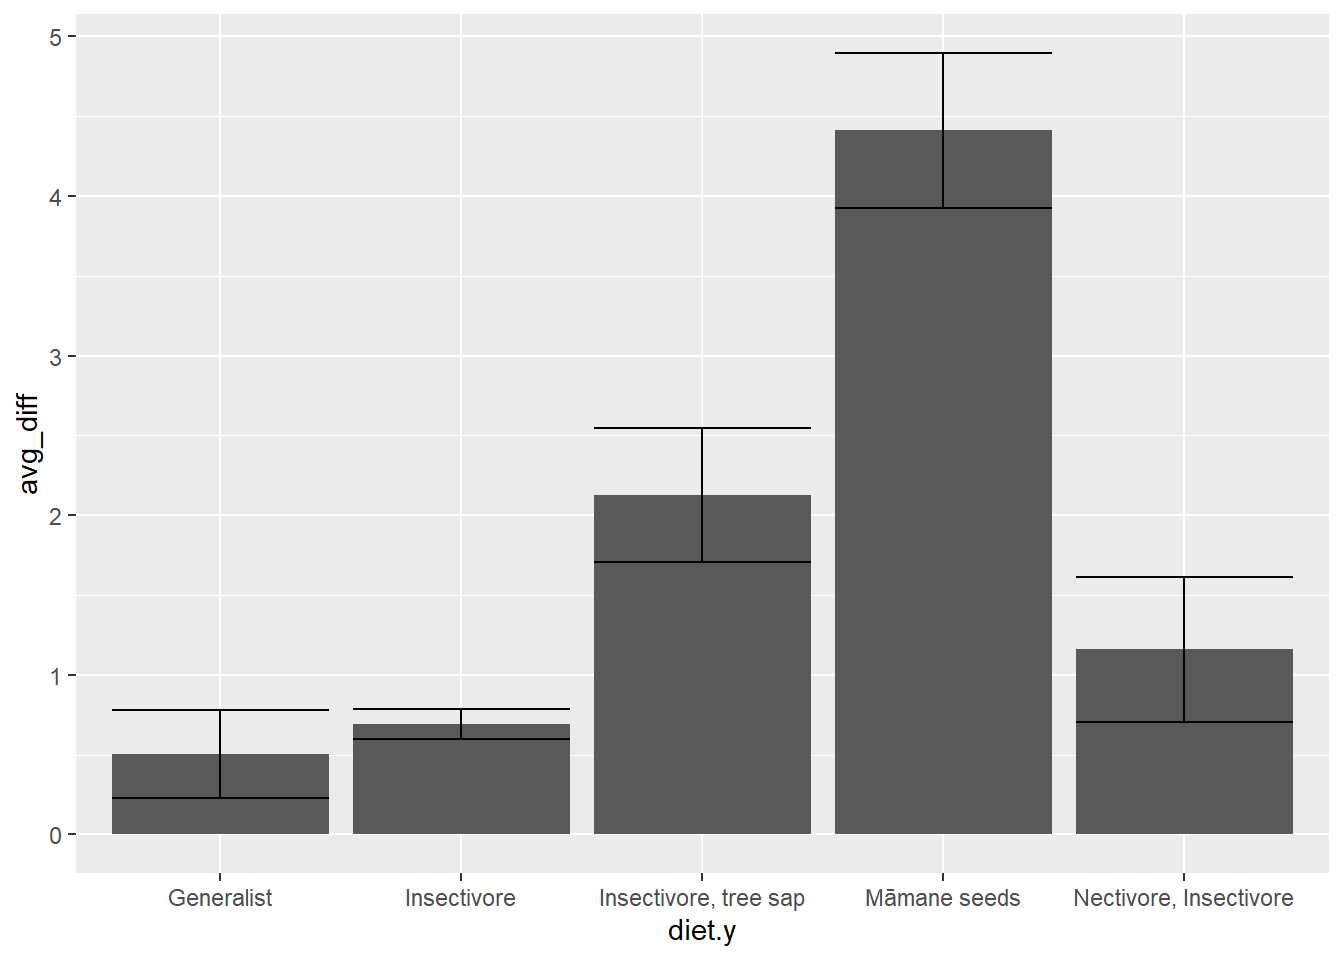 5
4
3
2
1
0
avg_diff
Generalist
Insectivore
Insectivore, tree sap
Māmane seeds
Nectivore, Insectivore
diet.y